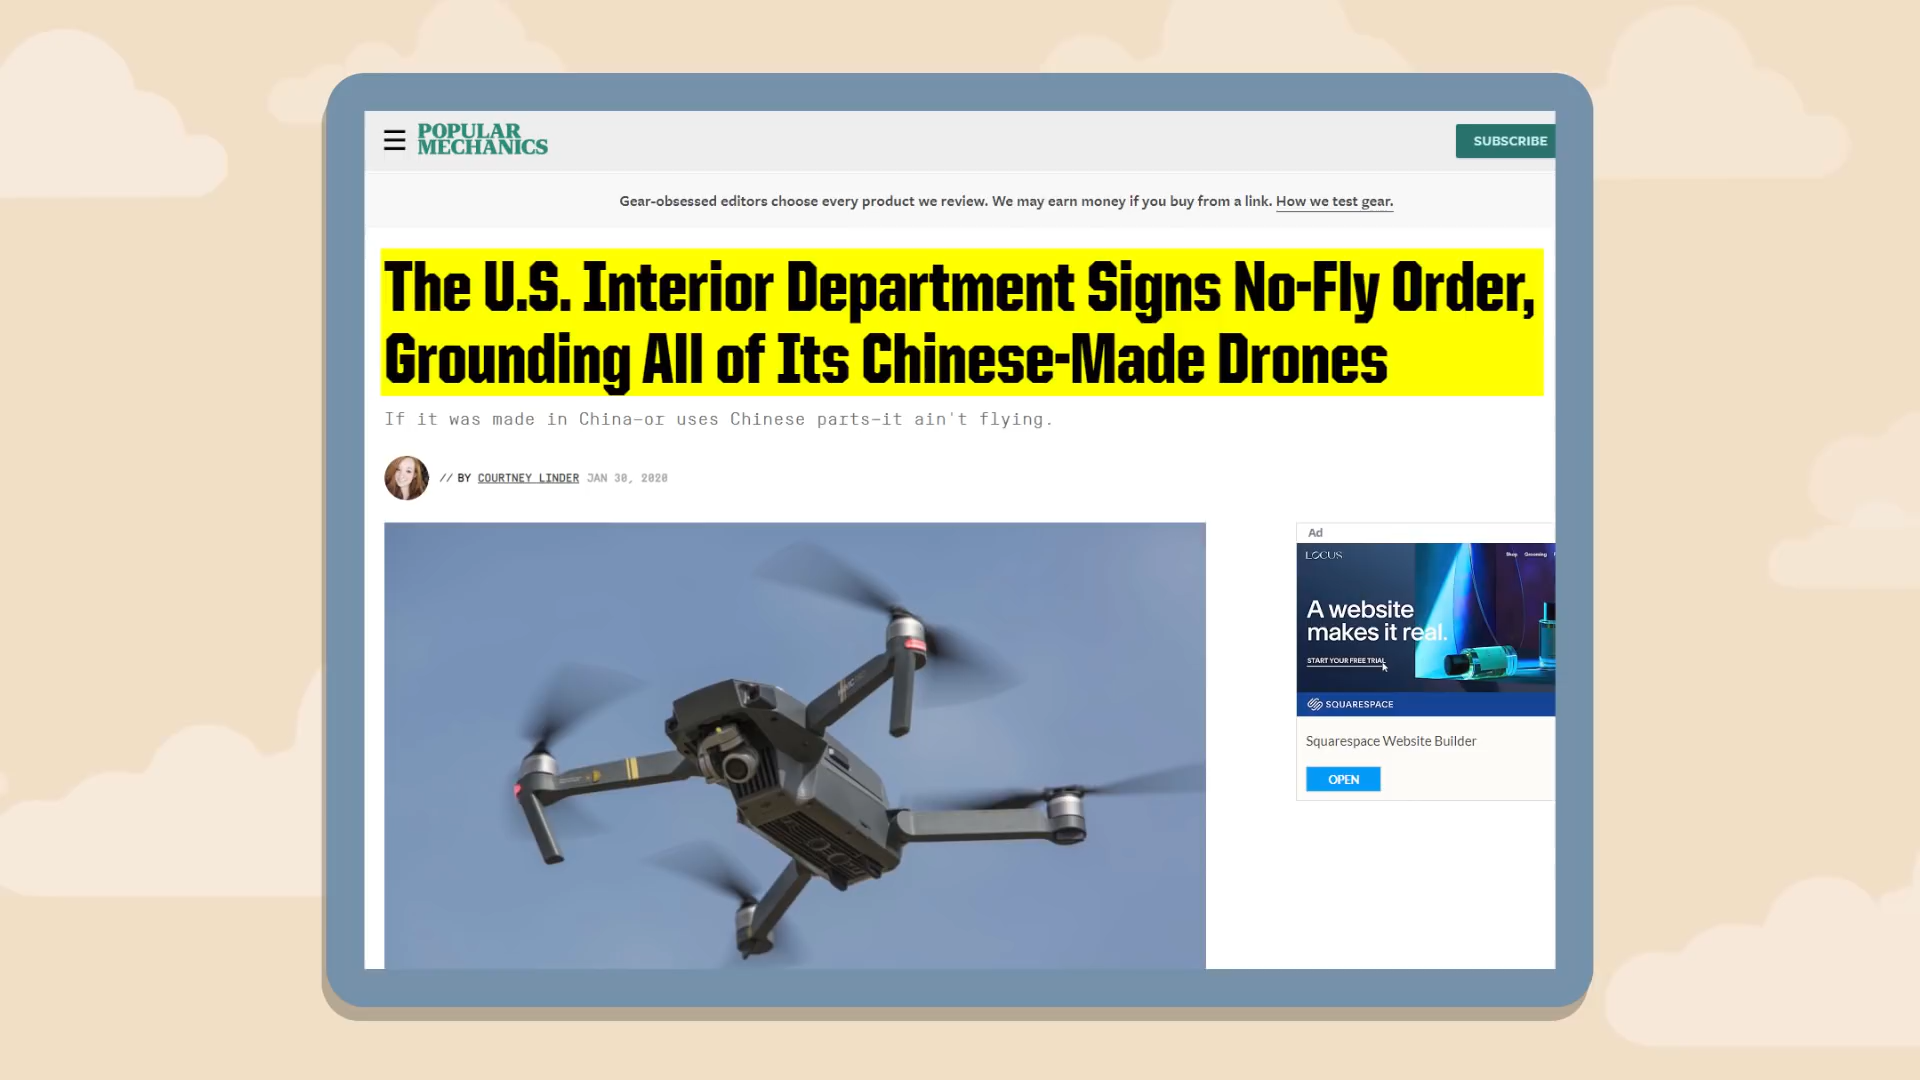 POPULAR
MECHANICS
SUBSCRIBE
Gear-obsessed editors choose every product we review. We may earn money if you buy from a link. How we test gear.
The U.S. Interior Department Signs No-Fly Order,
Grounding All of Its Chinese-Made Drones
If it was made in China—or uses Chinese parts—it ain't flying.
// BY COURTNEY LINDER JAN 30, 2020
Ad
LOCUS
Shop Grooming
A website
makes it real.
START YOUR FREE TRIAL
SQUARESPACE
Squarespace Website Builder
OPEN